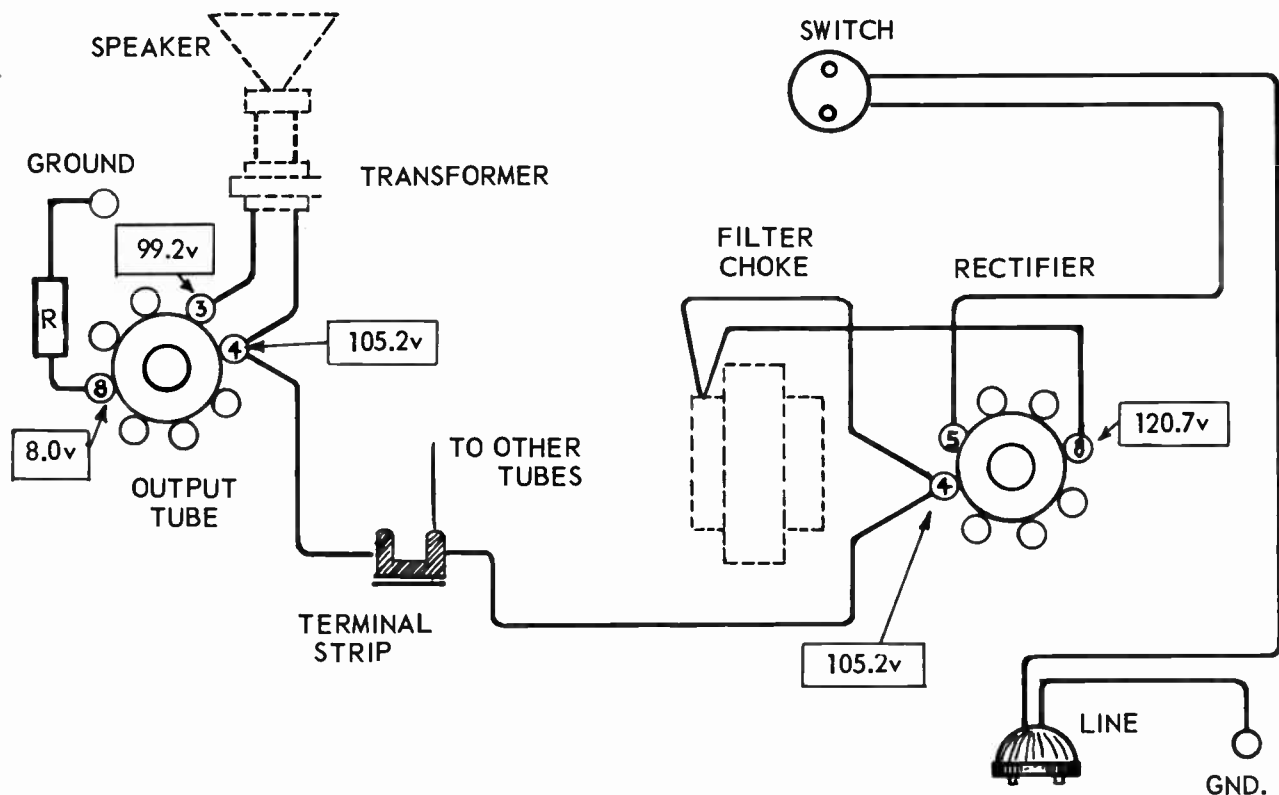 SWITCH
SPEAKER
GROUND
TRANSFORMER
99.2v
FILTER
CHOKE
RECTIFIER
3
R
4
105.2v
8
5
8
120.7v
8.0v
TO OTHER
TUBES
4
OUTPUT
TUBE
TERMINAL
STRIP
105.2v
LINE
GND.